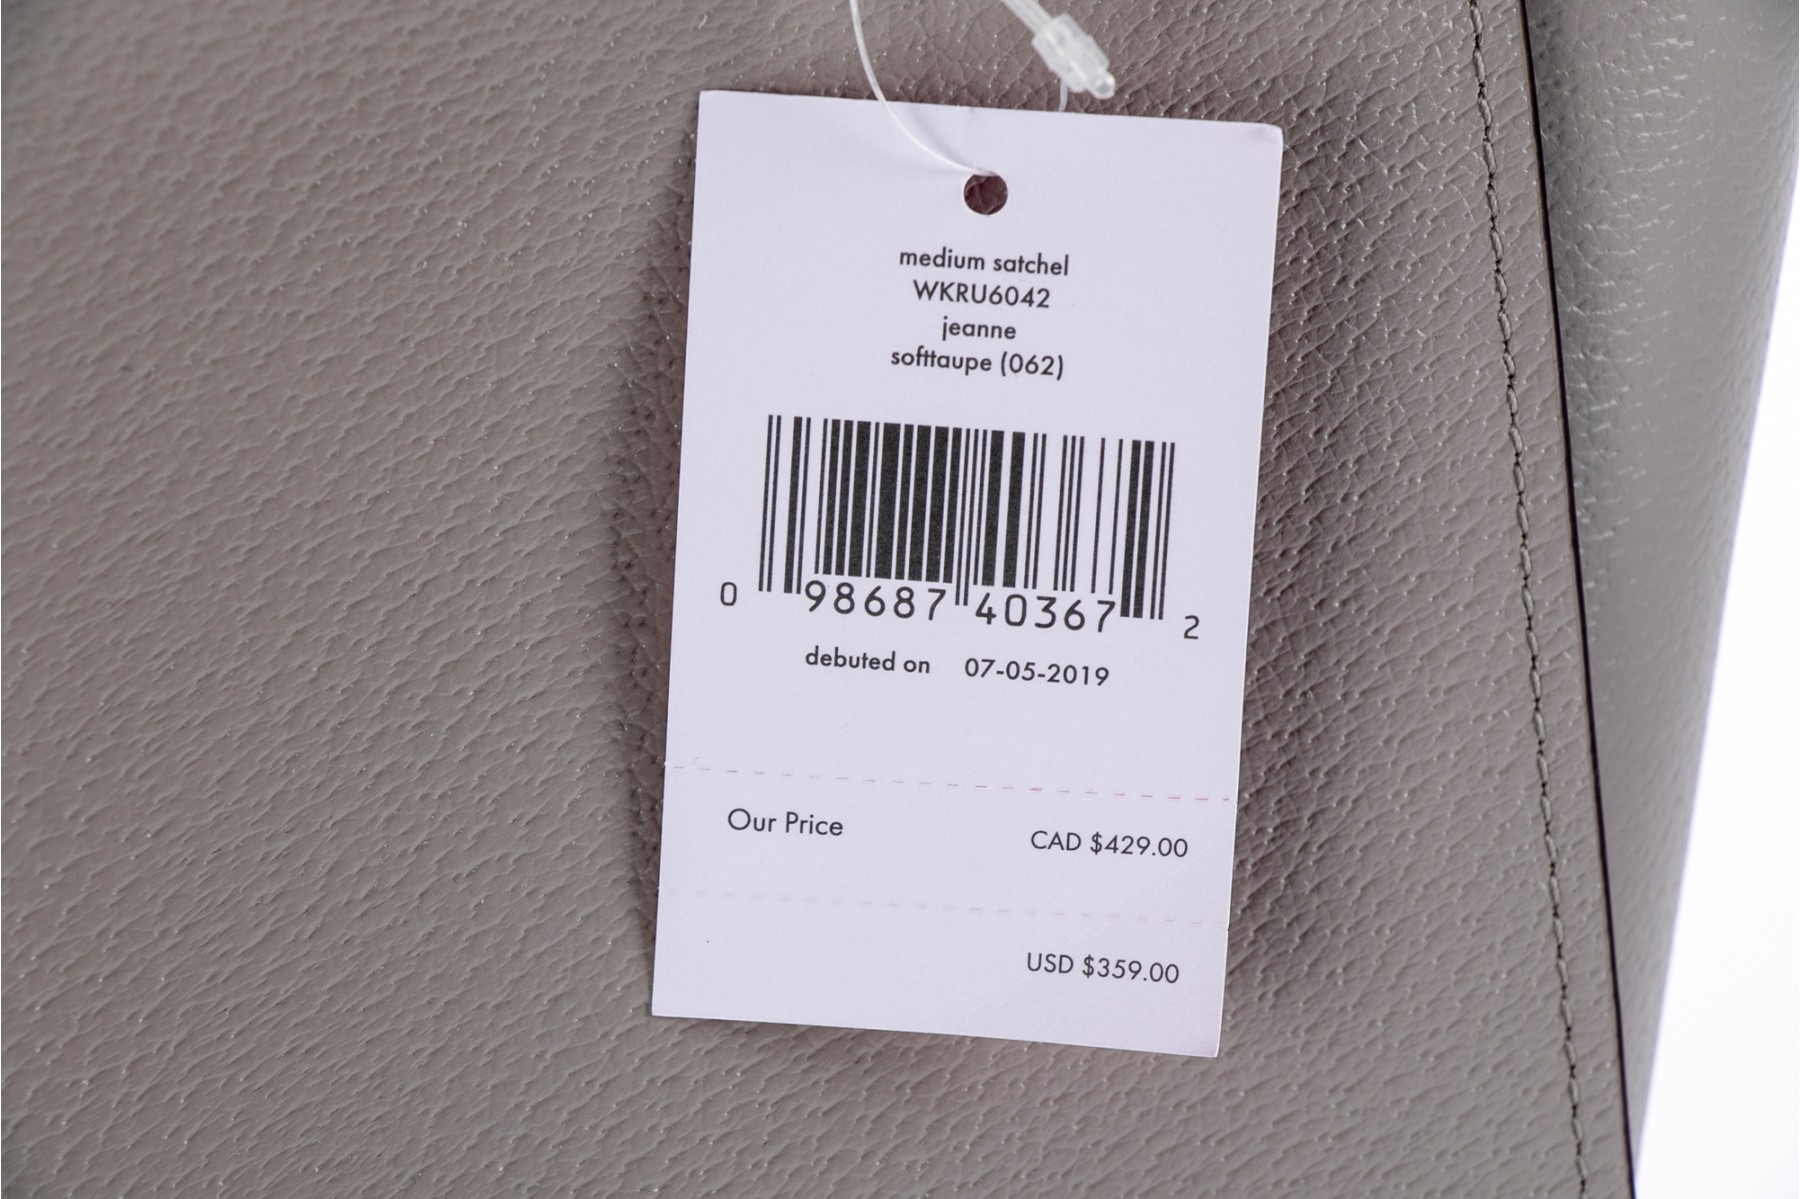 medium satchel
WKRU6042
jeanne
softtaupe (062)
0 98687 40367 2
debuted on 07-05-2019
Our Price CAD $429.00
USD $359.00